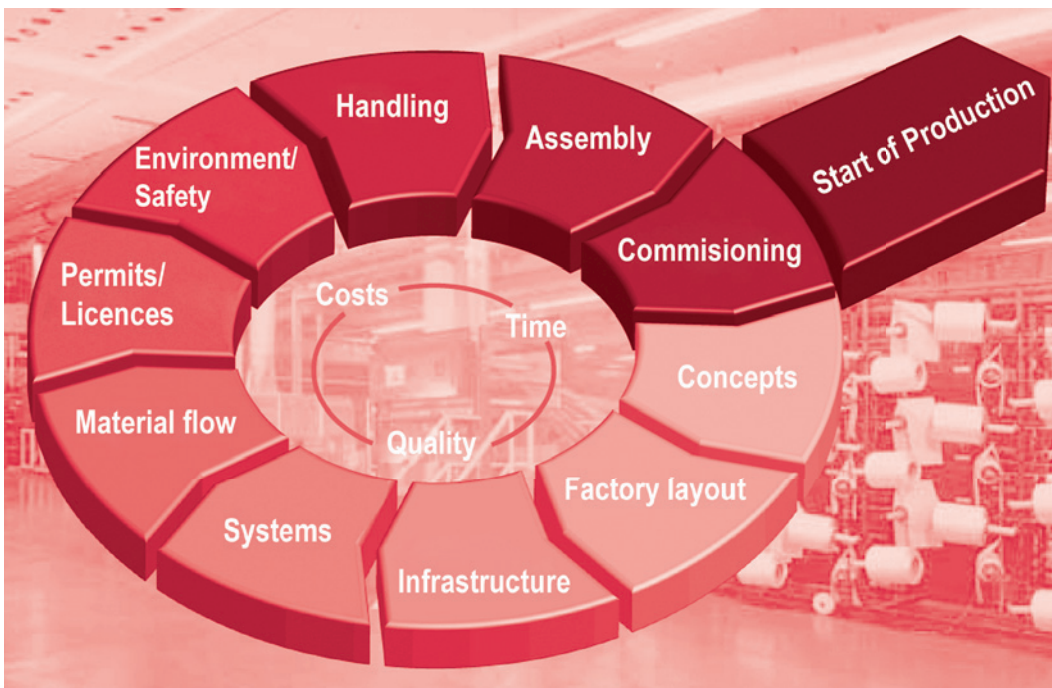 Handling
Assembly
Start of Production
Environment/
Safety
Commisioning
Permits/
Licences
Costs
Time
Concepts
Material flow
Quality
Factory layout
Systems
Infrastructure